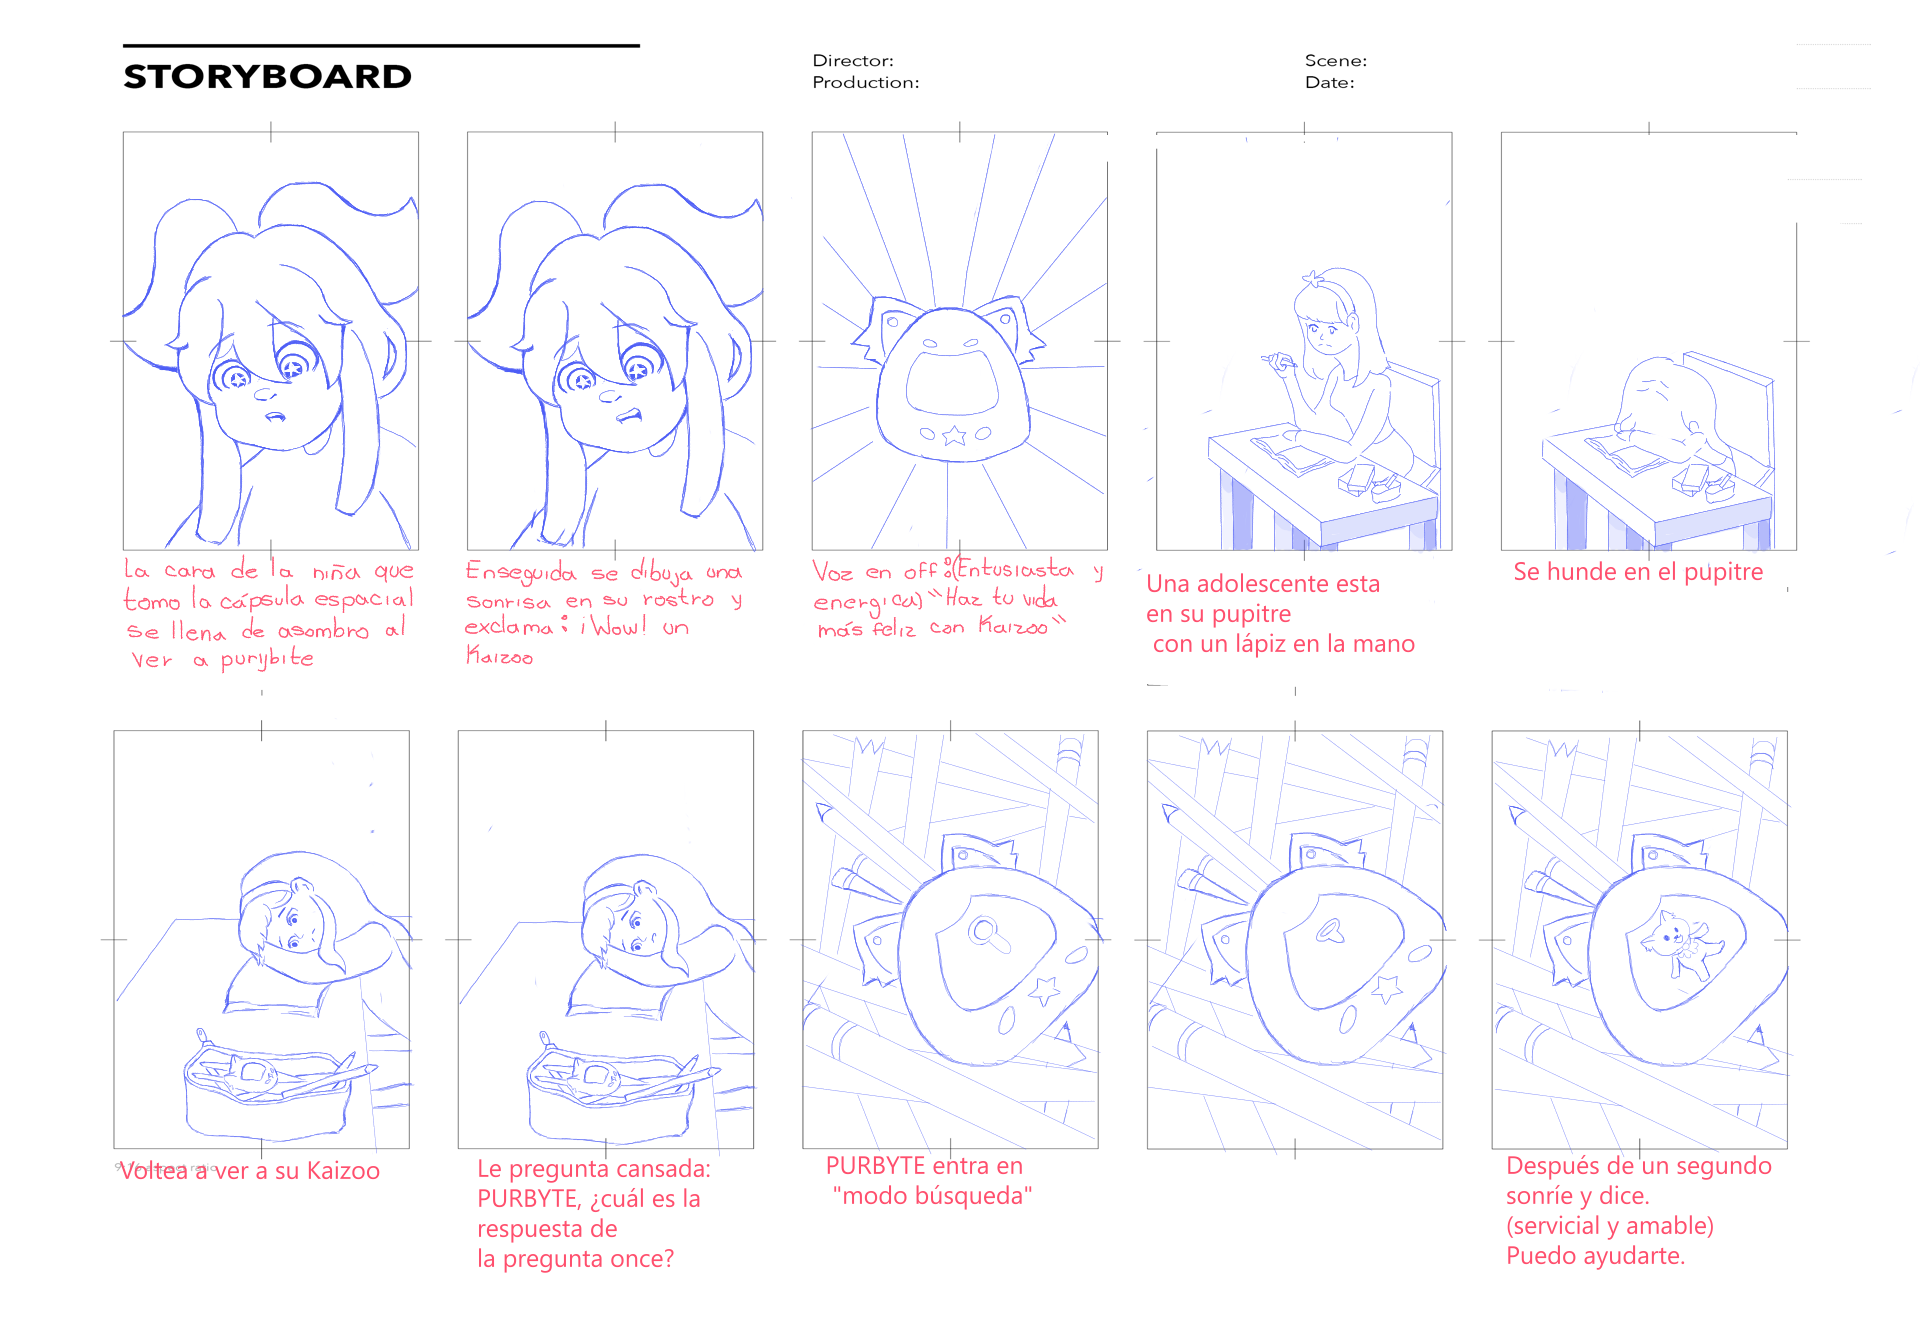 STORYBOARD
Director:
Production:
Scene:
Date:
La cara de la niña que
tomo la cápsula espacial
se llena de asombro al
ver a purybite
Enseguida se dibuja una
sonrisa en su rostro y
exclama: ¡Wow! un
Kaizoo
Voz en off:(Entusiasta y
energica) "Haz tu vida
más feliz con Kaizoo"
Una adolescente esta
en su pupitre
con un lápiz en la mano
Se hunde en el pupitre
Voltea a ver a su Kaizoo
Le pregunta cansada:
PURBYTE, ¿cuál es la
respuesta de
la pregunta once?
PURBYTE entra en
"modo búsqueda"
Después de un segundo
sonríe y dice.
(servicial y amable)
Puedo ayudarte.